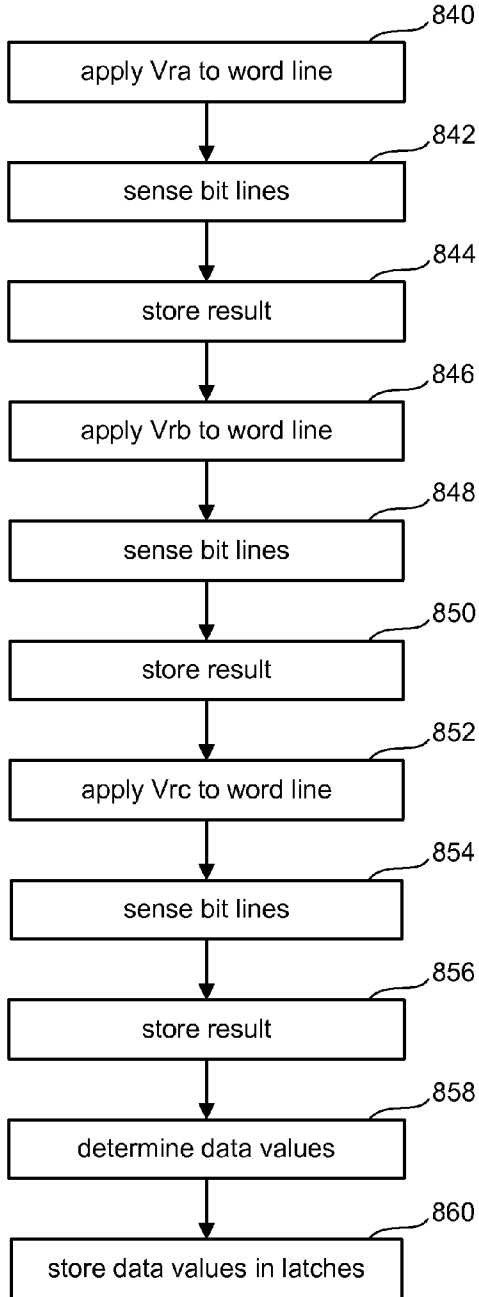 840
apply Vra to word line
842
sense bit lines
844
store result
846
apply Vrb to word line
848
sense bit lines
850
store result
852
apply Vrc to word line
854
sense bit lines
856
store result
858
determine data values
860
store data values in latches